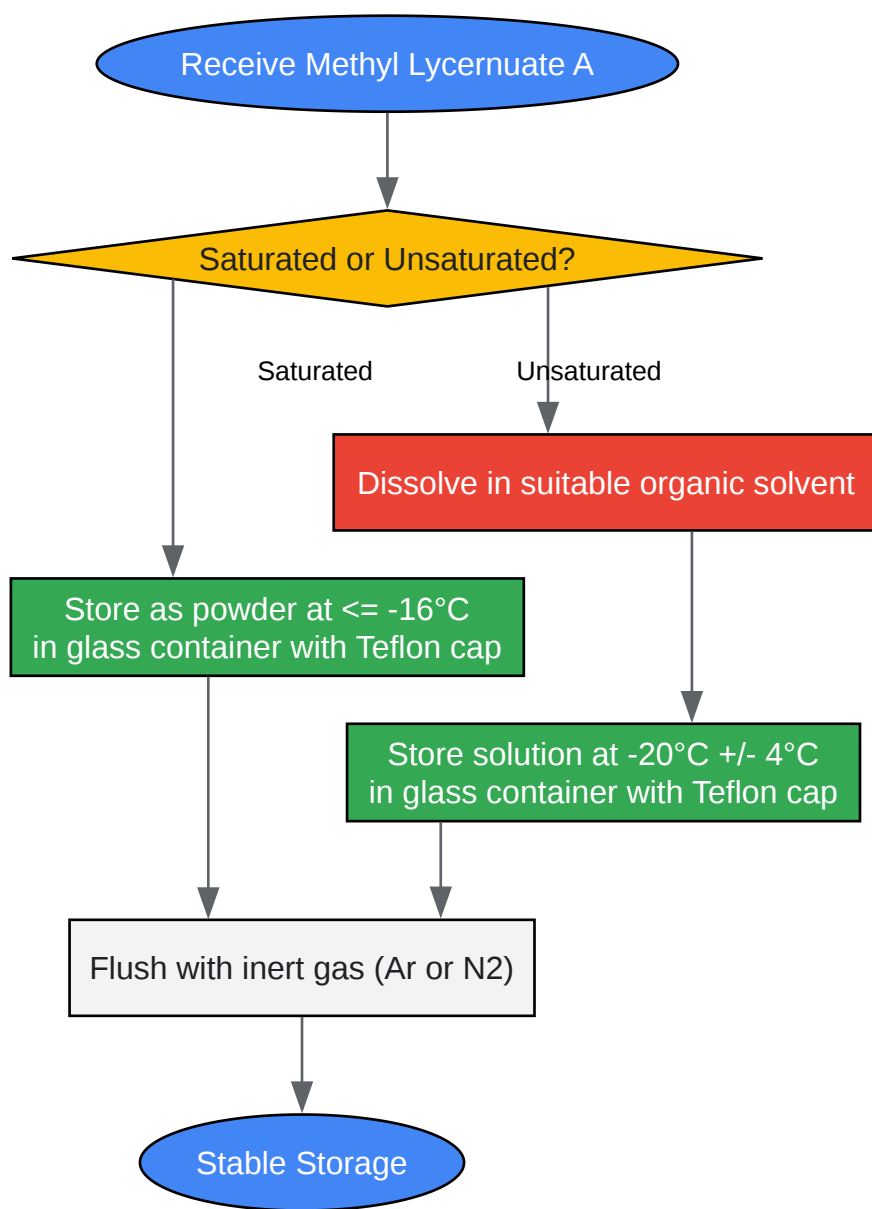 Receive Methyl Lycernuate A
Saturated or Unsaturated?
Saturated
Unsaturated
Dissolve in suitable organic solvent
Store as powder at <= -16°C
in glass container with Teflon cap
Store solution at -20°C +/- 4°C
in glass container with Teflon cap
Flush with inert gas (Ar or N2)
Stable Storage